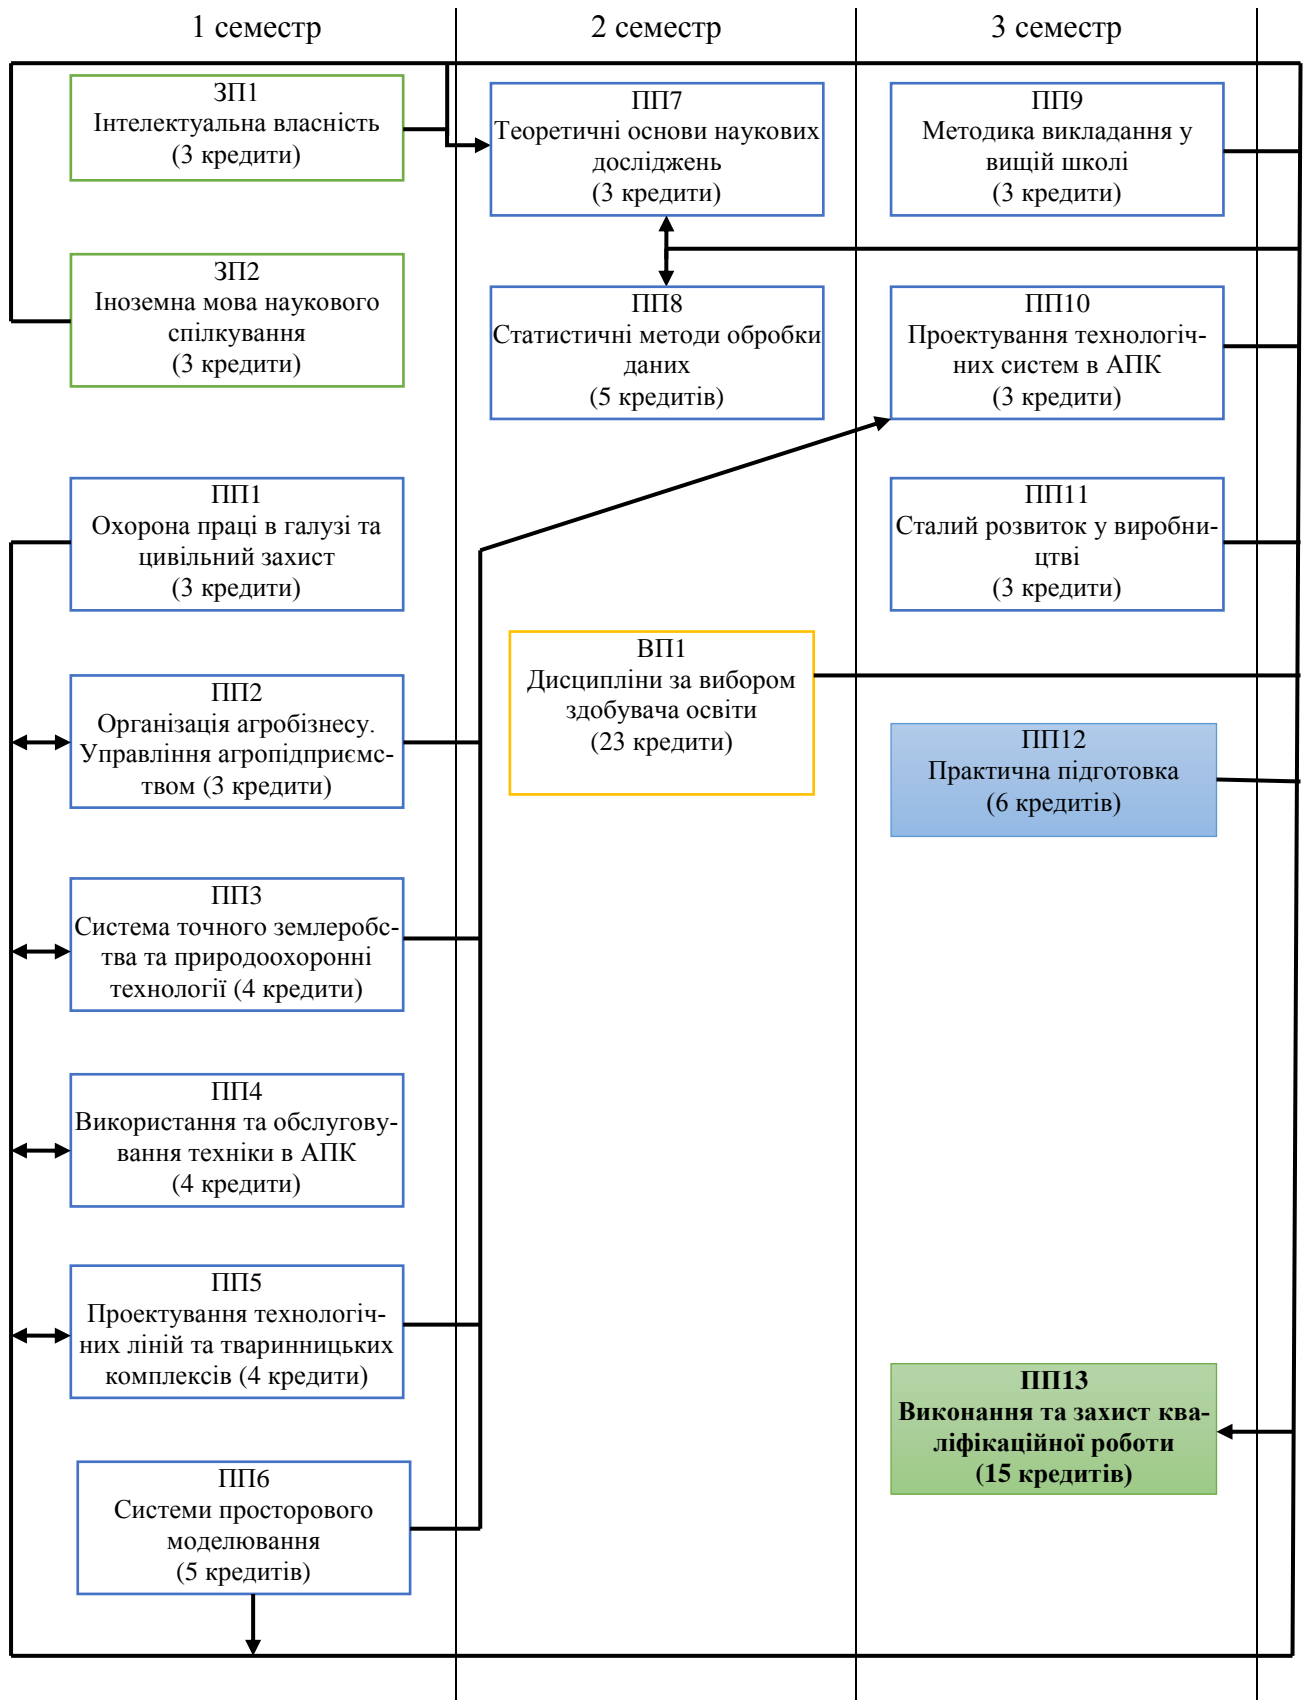 1 семестр
2 семестр
3 семестр
ЗП1
Інтелектуальна власність
(3 кредити)
ЗП2
Іноземна мова наукового
спілкування
(3 кредити)
ПП1
Охорона праці в галузі та
цивільний захист
(3 кредити)
ПП2
Організація агробізнесу.
Управління агропідприємс-
твом (3 кредити)
ПП3
Система точного землеробс-
тва та природоохоронні
технології (4 кредити)
ПП4
Використання та обслугову-
вання техніки в АПК
(4 кредити)
ПП5
Проектування технологіч-
них ліній та тваринницьких
комплексів (4 кредити)
ПП6
Системи просторового
моделювання
(5 кредитів)
ПП7
Теоретичні основи наукових
досліджень
(3 кредити)
ПП8
Статистичні методи обробки
даних
(5 кредитів)
ВП1
Дисципліни за вибором
здобувача освіти
(23 кредити)
ПП9
Методика викладання у
вищій школі
(3 кредити)
ПП10
Проектування технологіч-
них систем в АПК
(3 кредити)
ПП11
Сталий розвиток у виробни-
цтві
(3 кредити)
ПП12
Практична підготовка
(6 кредитів)
ПП13
Виконання та захист ква-
ліфікаційної роботи
(15 кредитів)